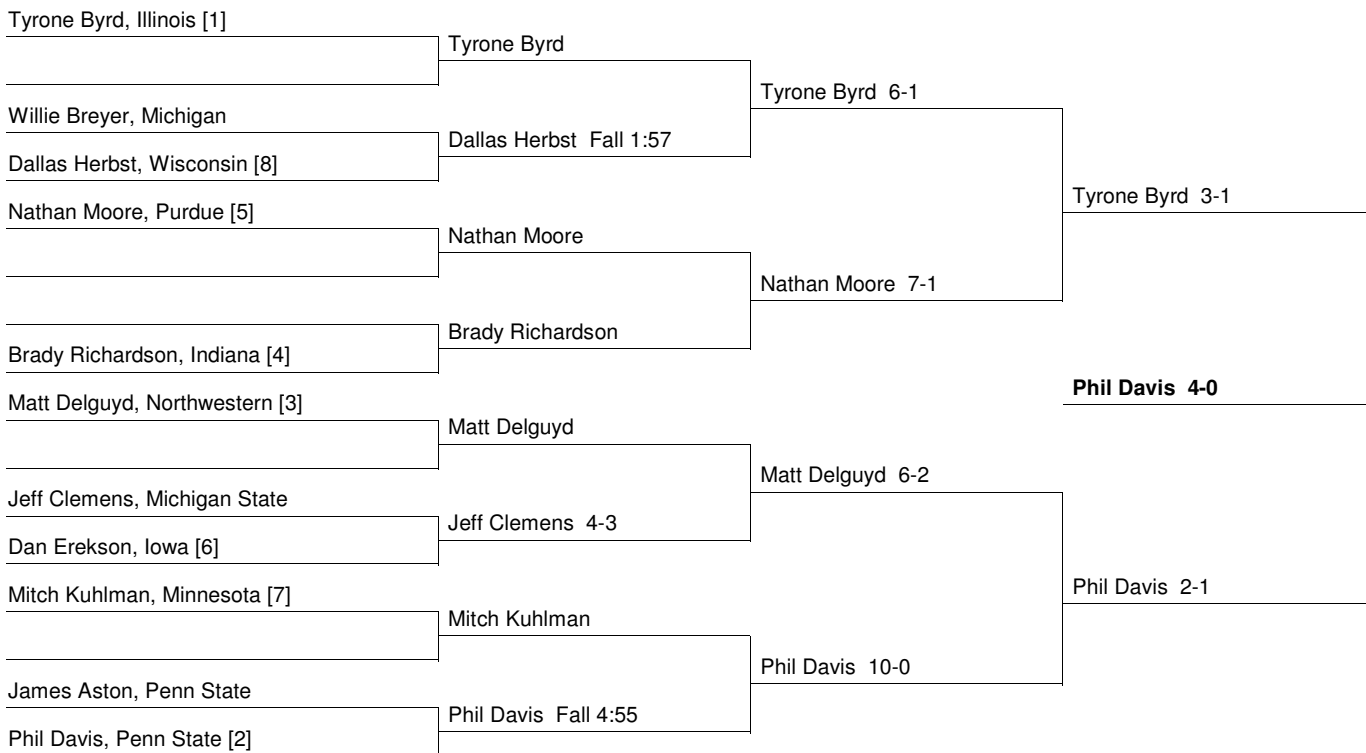 Tyrone Byrd, Illinois [1]
Willie Breyer, Michigan
Dallas Herbst, Wisconsin [8]
Nathan Moore, Purdue [5]
Brady Richardson, Indiana [4]
Matt Delguyd, Northwestern [3]
Jeff Clemens, Michigan State
Dan Erekson, Iowa [6]
Mitch Kuhlman, Minnesota [7]
James Aston, Penn State
Phil Davis, Penn State [2]
Tyrone Byrd
Dallas Herbst Fall 1:57
Nathan Moore
Brady Richardson
Matt Delguyd
Jeff Clemens 4-3
Mitch Kuhlman
Phil Davis Fall 4:55
Tyrone Byrd 6-1
Nathan Moore 7-1
Matt Delguyd 6-2
Phil Davis 10-0
Tyrone Byrd 3-1
Phil Davis 4-0
Phil Davis 2-1